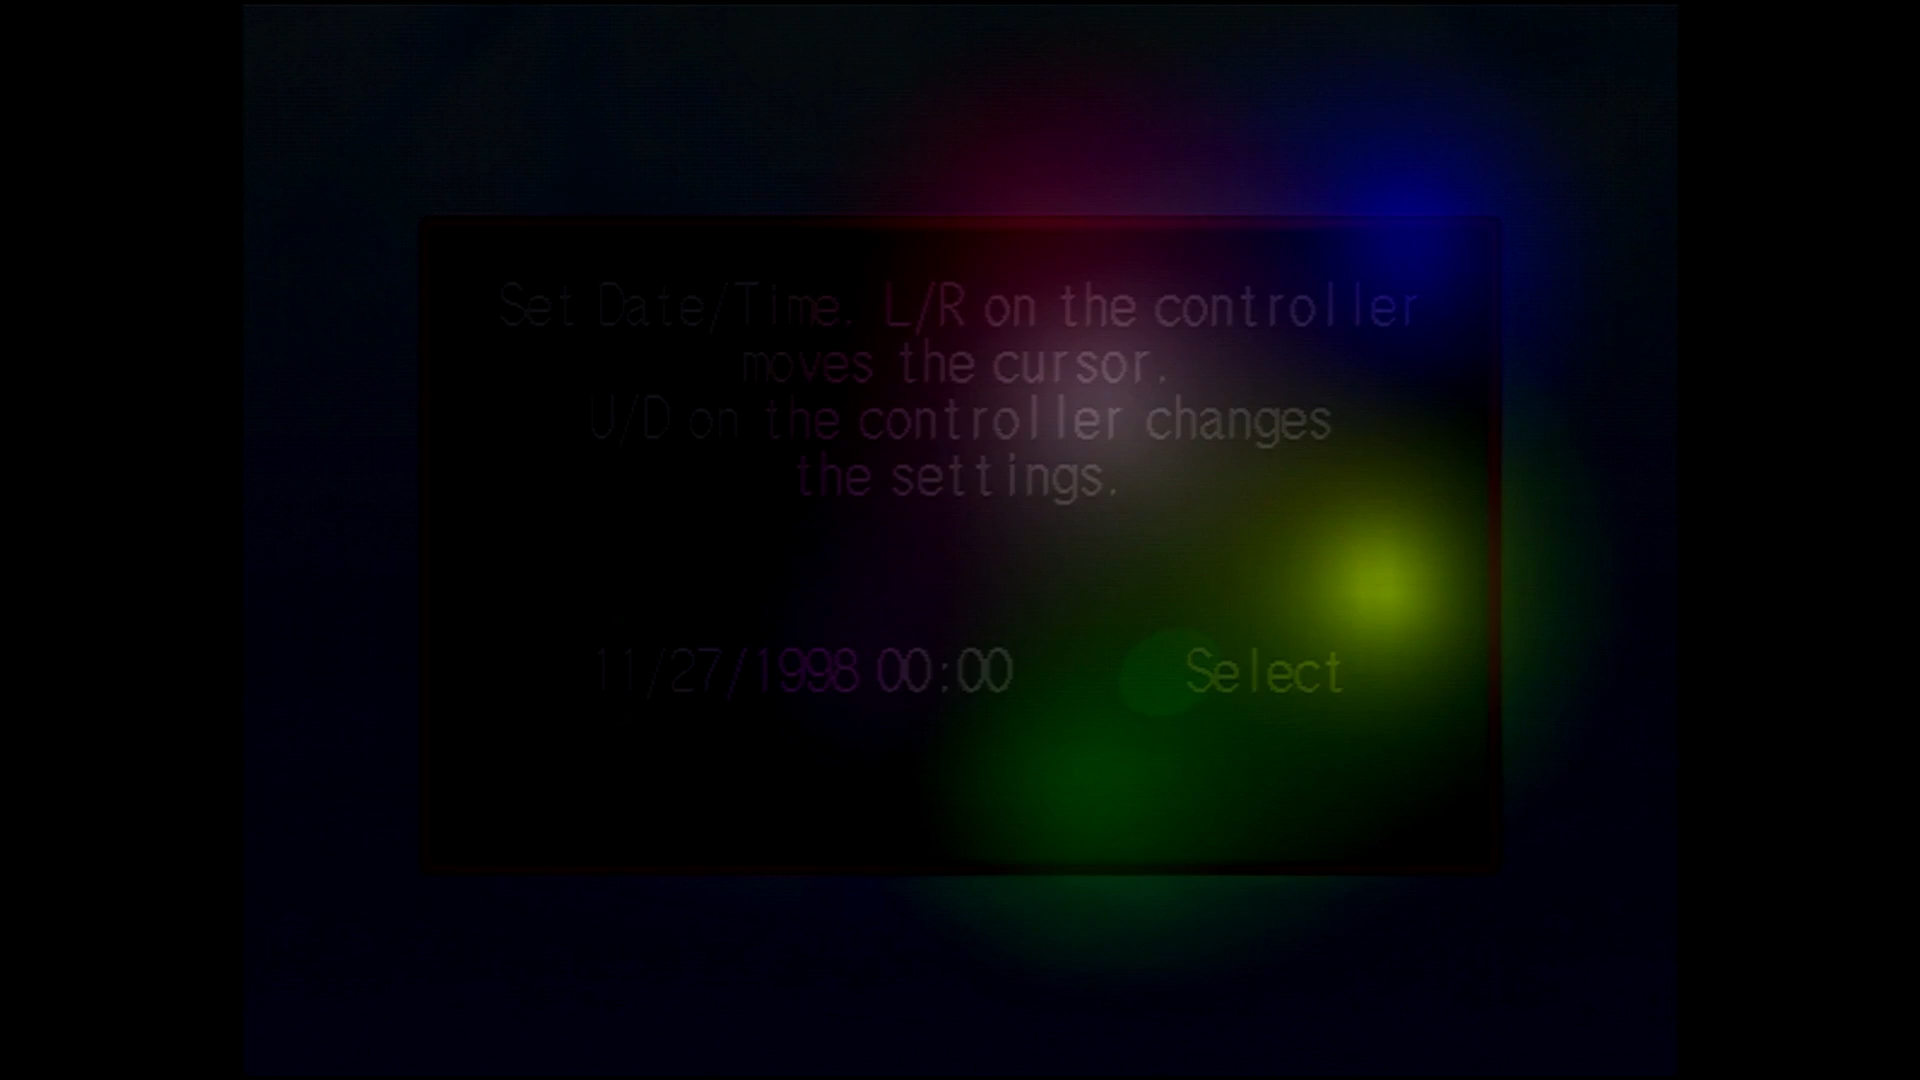 Set Date/Time. L/R on the controller
moves the cursor.
U/D on the controller changes
the settings.
11/27/1998 00:00
Select